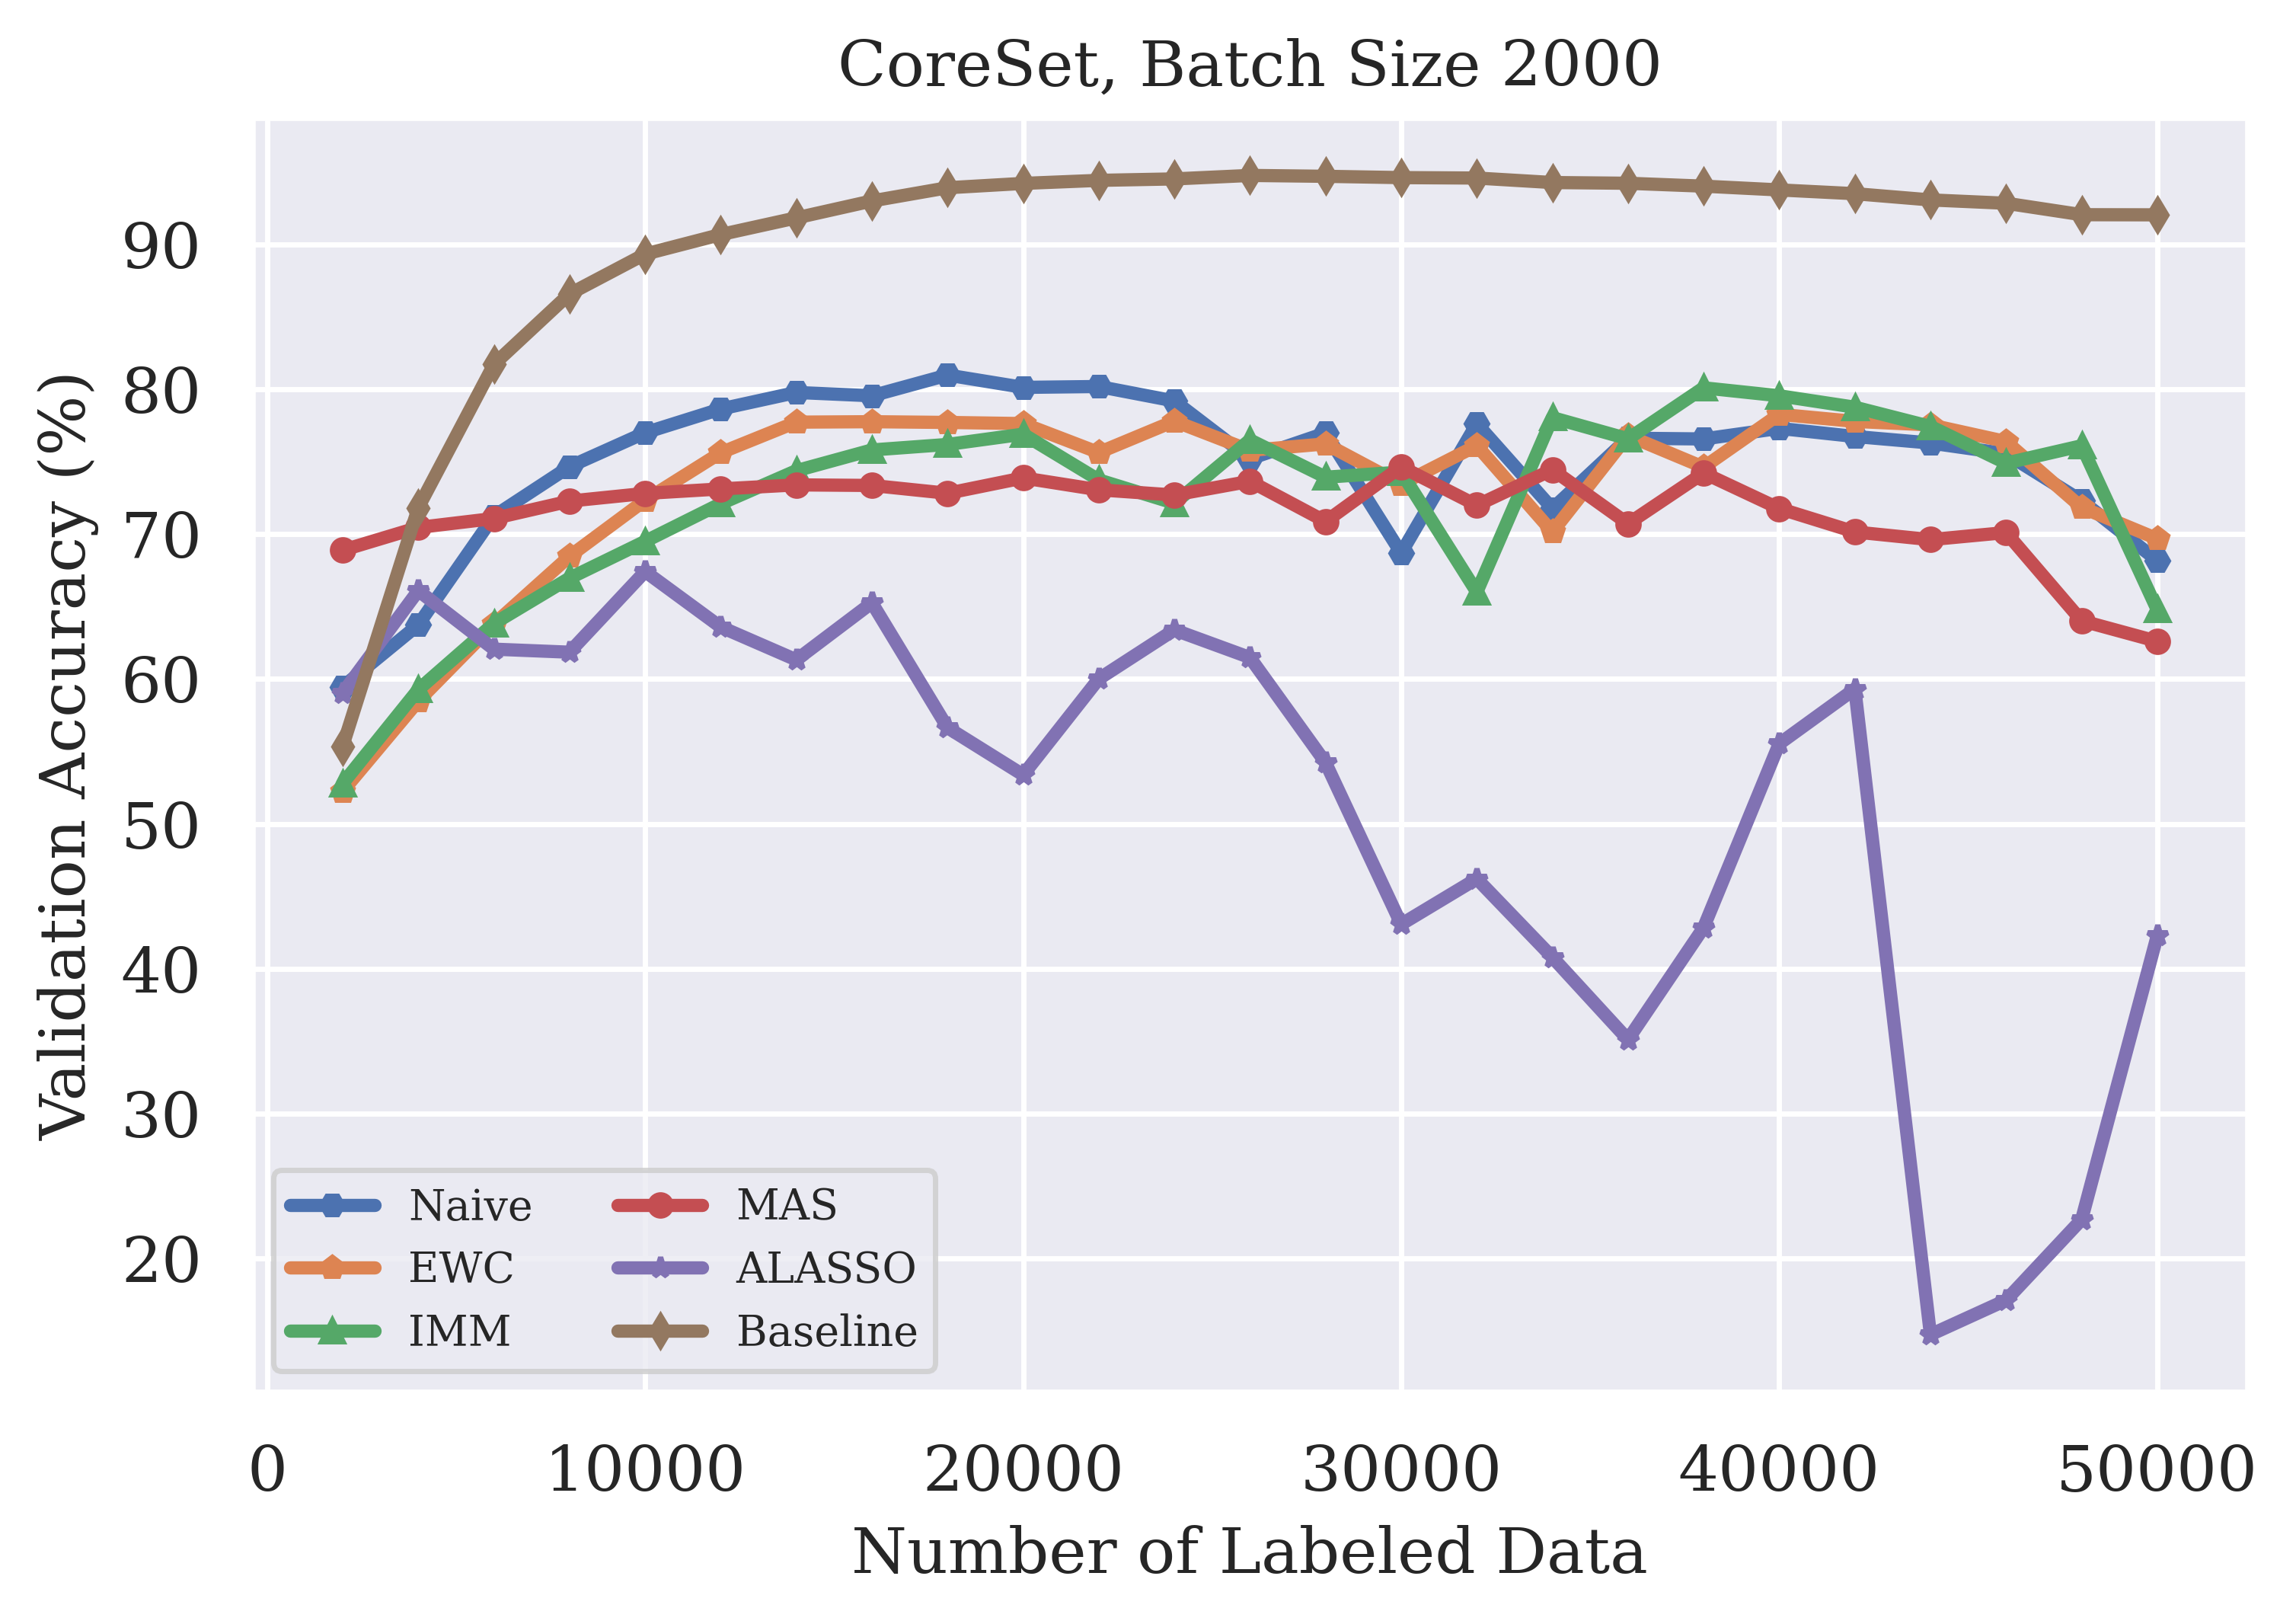 CoreSet, Batch Size 2000
Validation Accuracy (%)
90
80
70
60
50
40
30
20
Naive
EWC
IMM
MAS
ALASSO
Baseline
0 10000 20000 30000 40000 50000
Number of Labeled Data